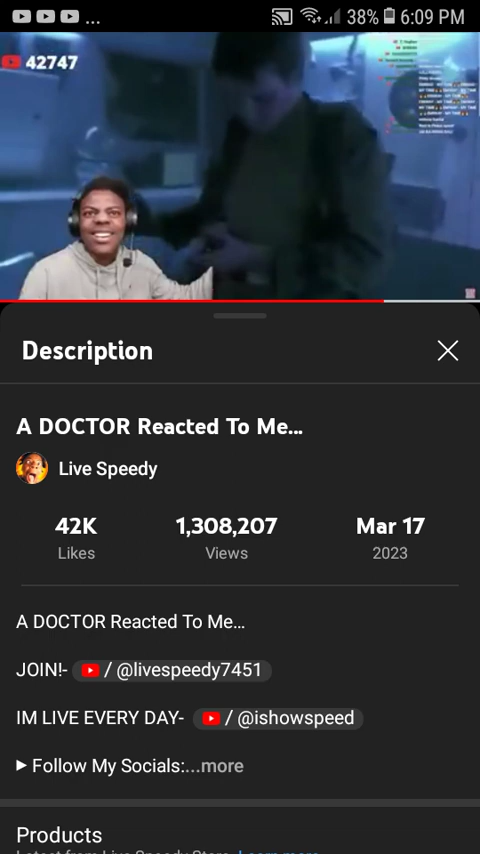 ... 38% 6:09 PM
42747
Description
A DOCTOR Reacted To Me...
Live Speedy
42K 1,308,207 Mar 17
Likes Views 2023
A DOCTOR Reacted To Me...
JOIN!- / @livespeedy7451
IM LIVE EVERY DAY- / @ishowspeed
Follow My Socials:...more
Products